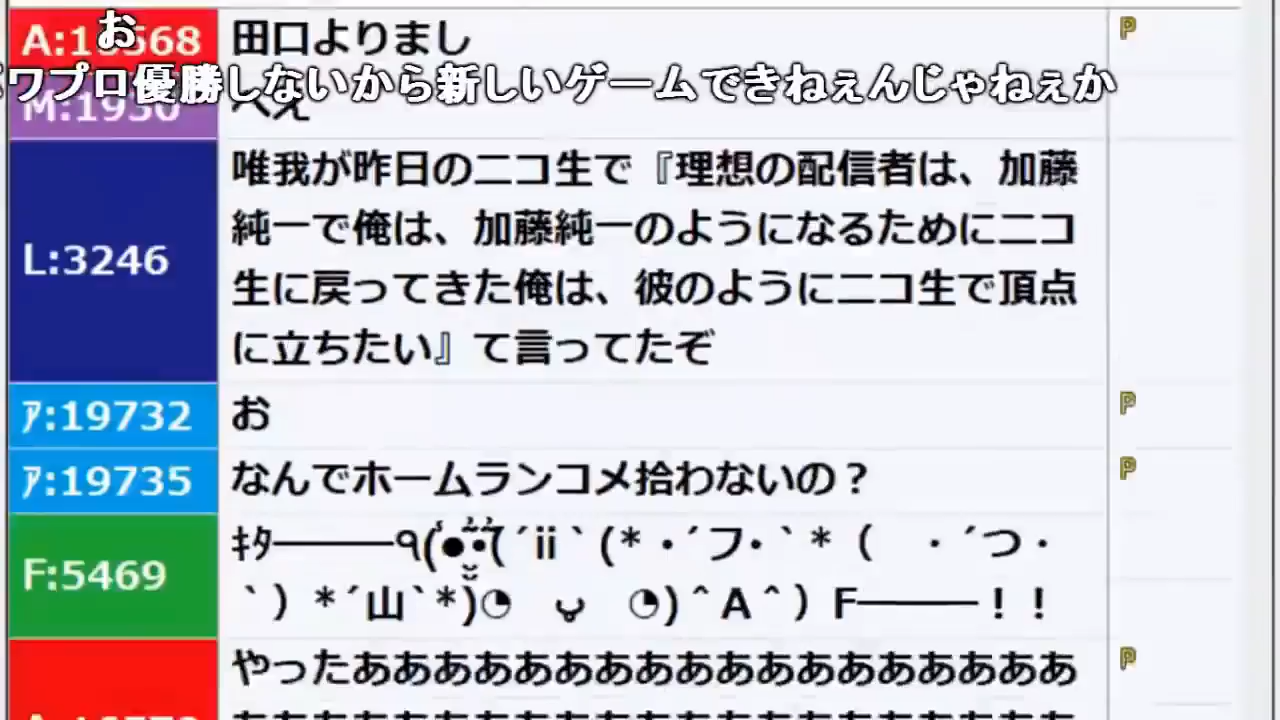 お
A:1 568 田口よりまし P
ワプロ優勝しないから新しいゲームできねぇんじゃねぇか
M:1930 へえ
唯我が昨日のニコ生で『理想の配信者は、加藤
純一で俺は、加藤純一のようになるためにニコ
L:3246
生に戻ってきた俺は、彼のようにニコ生で頂点
に立ちたい』て言ってたぞ
ｱ:19732 お P
ｱ:19735 なんでホームランコメ拾わないの？ P
F:5469
ｷﾀ―――٩(•̀●•́(´ii｀(*・´フ・｀*（　・´つ・
｀）*´山｀*)◔　ڡ　◔)＾A＾）F―――！！
やったああああああああああああああああああ P